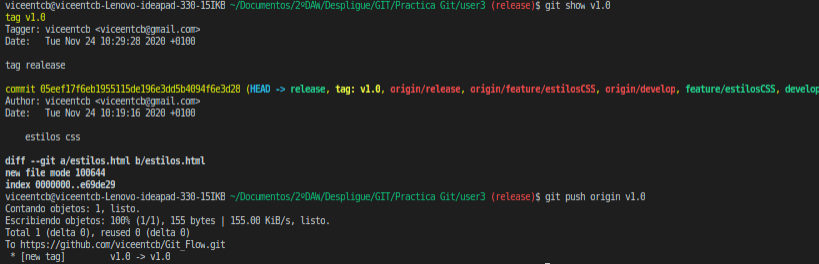 viceentcb@viceentcb-Lenovo-ideapad-330-15IKB ~/Documentos/2ºDAW/Despligue/GIT/Practica Git/user3 (release)$ git show v1.0
tag v1.0
Tagger: viceentcb <viceentcb@gmail.com>
Date:   Tue Nov 24 10:29:28 2020 +0100

tag realease

commit 05eef17f6eb1955115de196e3dd5b4094f6e3d28 (HEAD -> release, tag: v1.0, origin/release, origin/feature/estilosCSS, origin/develop, feature/estilosCSS, develop
Author: viceentcb <viceentcb@gmail.com>
Date:   Tue Nov 24 10:19:16 2020 +0100

    estilos css

diff --git a/estilos.html b/estilos.html
new file mode 100644
index 0000000..e69de29
viceentcb@viceentcb-Lenovo-ideapad-330-15IKB ~/Documentos/2ºDAW/Despligue/GIT/Practica Git/user3 (release)$ git push origin v1.0
Contando objetos: 1, listo.
Escribiendo objetos: 100% (1/1), 155 bytes | 155.00 KiB/s, listo.
Total 1 (delta 0), reused 0 (delta 0)
To https://github.com/viceentcb/Git_Flow.git
 * [new tag]         v1.0 -> v1.0